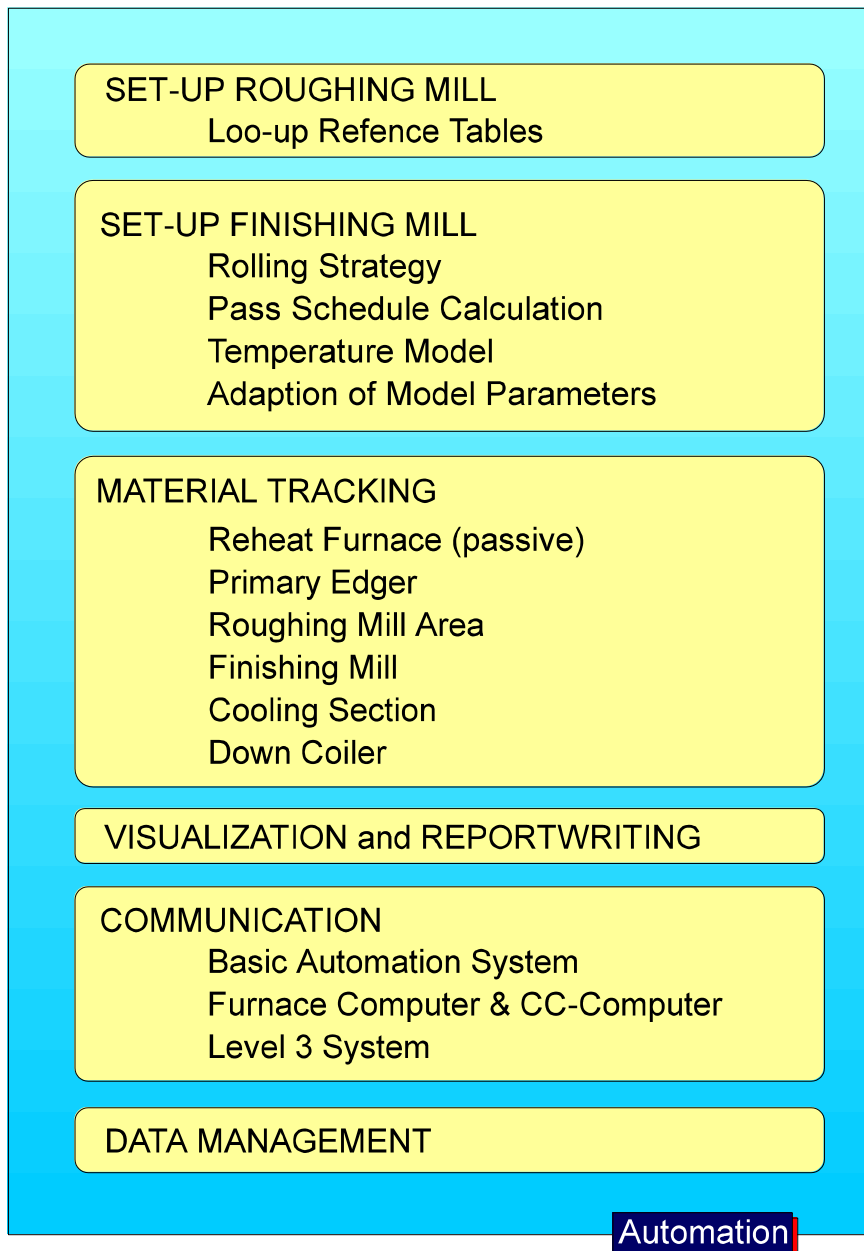 SET-UP ROUGHING MILL
Loo-up Refence Tables
SET-UP FINISHING MILL
Rolling Strategy
Pass Schedule Calculation
Temperature Model
Adaption of Model Parameters
MATERIAL TRACKING
Reheat Furnace (passive)
Primary Edger
Roughing Mill Area
Finishing Mill
Cooling Section
Down Coiler
VISUALIZATION and REPORTWRITING
COMMUNICATION
Basic Automation System
Furnace Computer & CC-Computer
Level 3 System
DATA MANAGEMENT
Automation